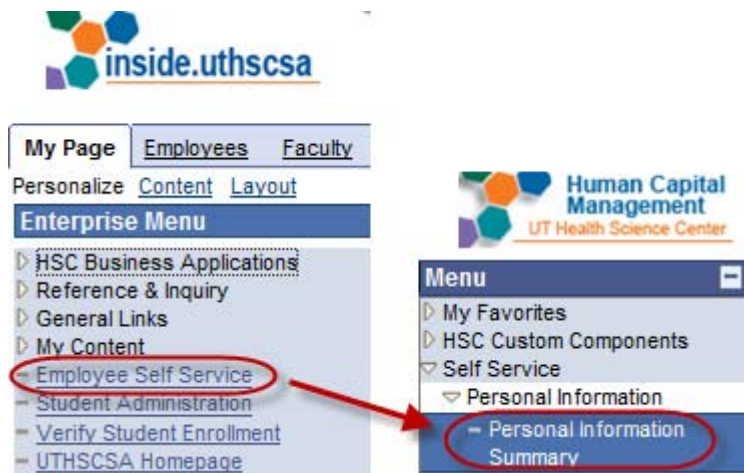 inside.uthscsa
My Page Employees Faculty
Personalize Content Layout
Enterprise Menu
HSC Business Applications
Reference & Inquiry
General Links
My Content
Employee Self Service
Student Administration
Verify Student Enrollment
UTHSCSA Homepage
Human Capital
Management
UT Health Science Center
Menu
My Favorites
HSC Custom Components
Self Service
Personal Information
Personal Information
Summary